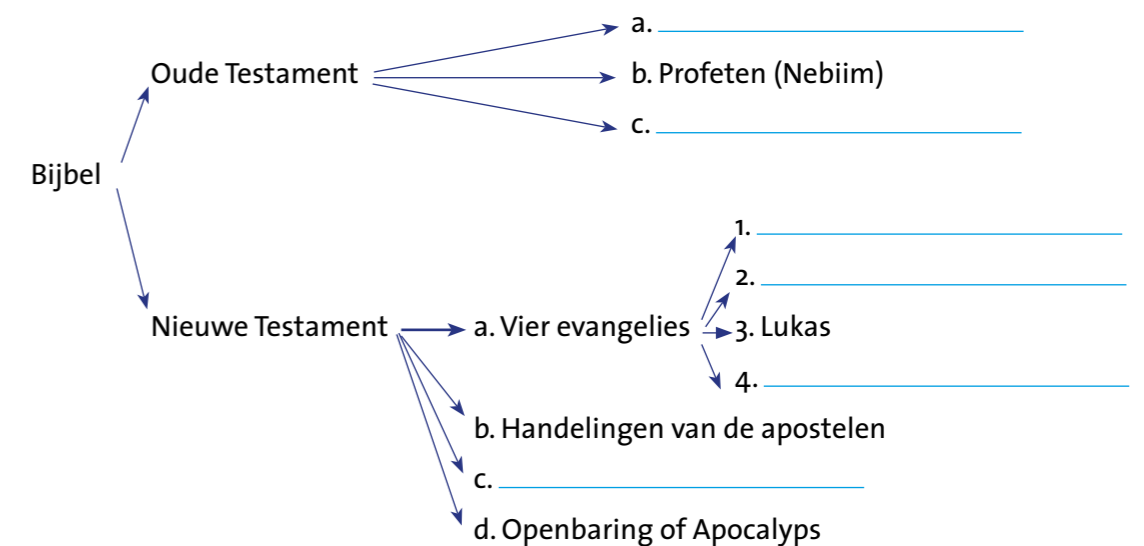 a.
Oude Testament
b. Profeten (Nebiim)
c.
Bijbel
1.
2.
Nieuwe Testament
a. Vier evangelies
3. Lukas
4.
b. Handelingen van de apostelen
c.
d. Openbaring of Apocalyps